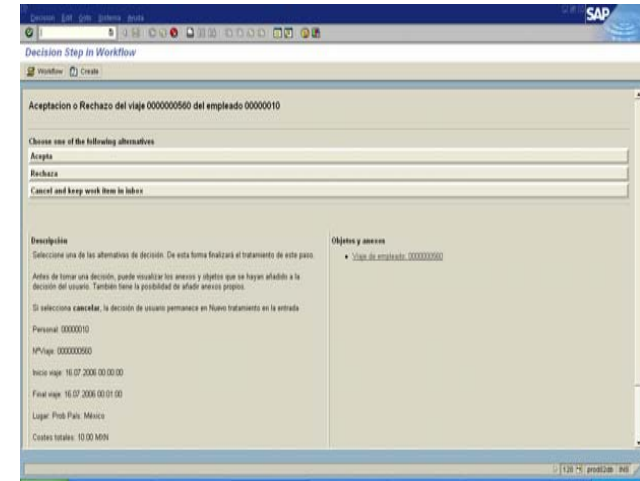 Decision Edit Goto Sistema Ayuda
SAP
Decision Step in Workflow
Workflow Create
Aceptacion o Rechazo del viaje 0000000560 del empleado 00000010
Choose one of the following alternatives
Acepta
Rechaza
Cancel and keep work item in inbox
Descripción
Seleccione una de las alternativas de decisión. De esta forma finalizará el tratamiento de este paso.
Antes de tomar una decisión, puede visualizar los anexos y objetos que se hayan añadido a la
decisión del usuario. También tiene la posibilidad de añadir anexos propios.
Si selecciona cancelar, la decisión de usuario permanece en Nuevo tratamiento en la entrada
Personal: 00000010
NºViaje: 0000000560
Inicio viaje: 16.07.2006 00:00:00
Final viaje: 16.07.2006 00:01:00
Lugar: Prob País: México
Costes totales: 10.00 MXN
Objetos y anexos
Viaje de empleado: 0000000560
INS